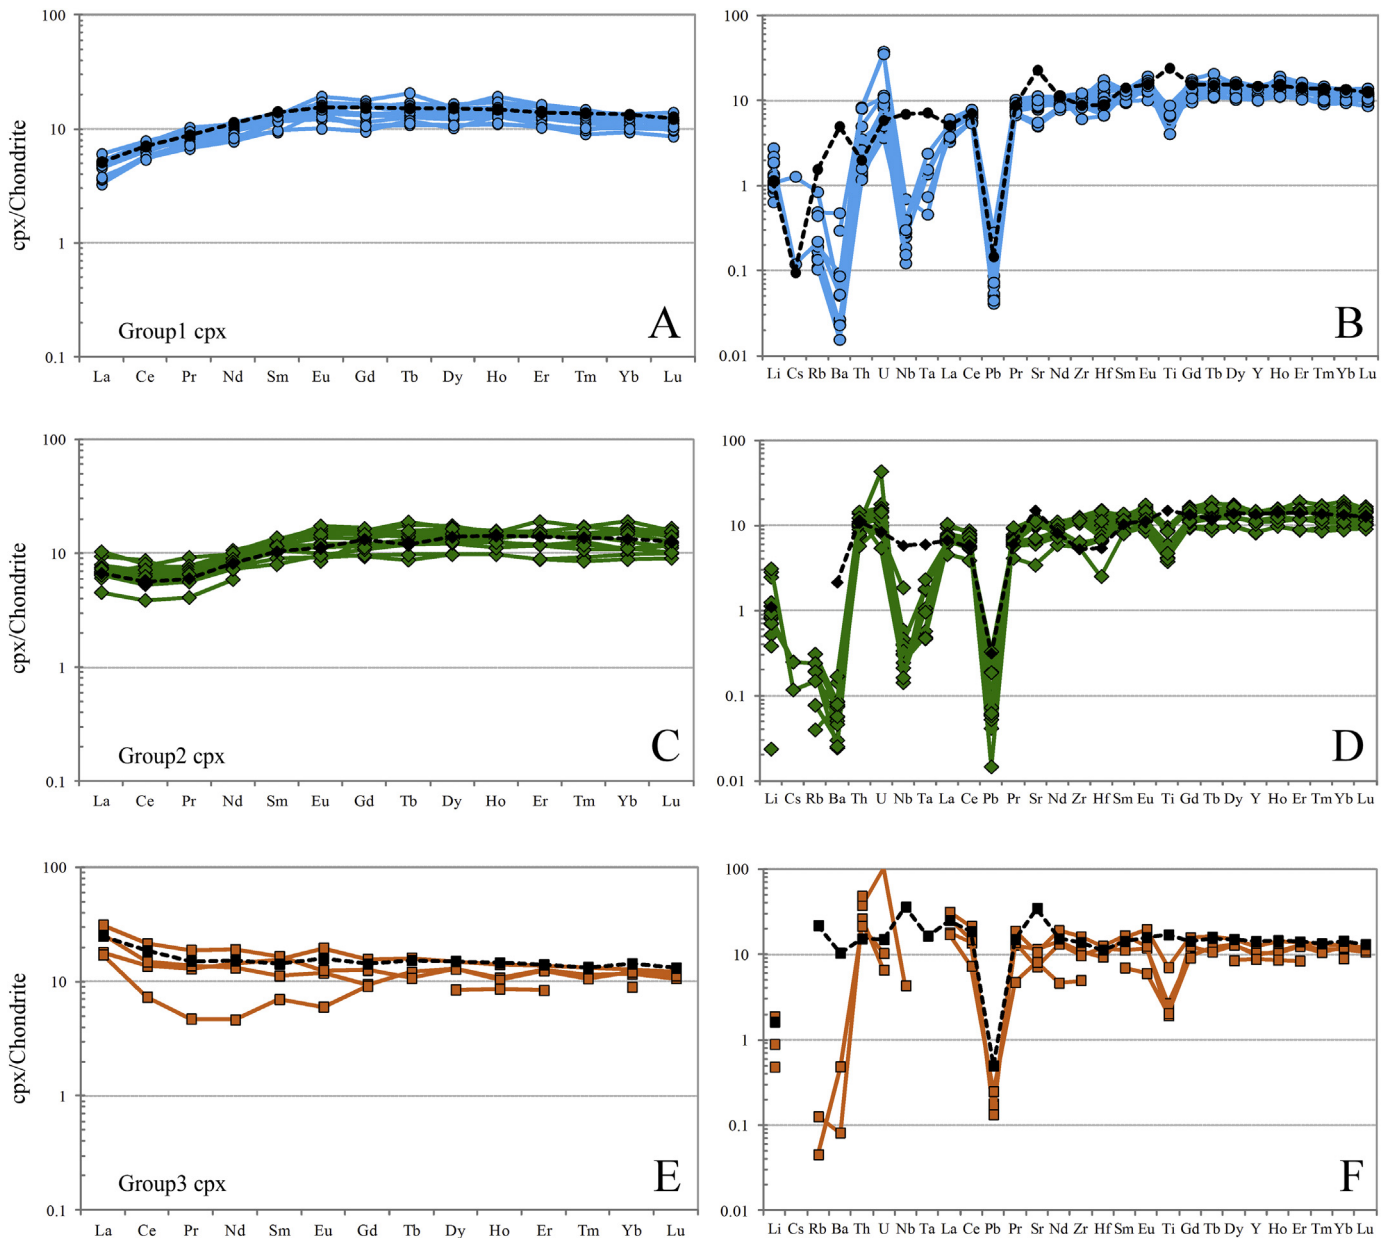 100
10
1
0.1
cpx/Chondrite
Group1 cpx
A
La Ce Pr Nd Sm Eu Gd Tb Dy Ho Er Tm Yb Lu
100
10
1
0.1
0.01
B
Li Cs Rb Ba Th U Nb Ta La Ce Pb Pr Sr Nd Zr Hf Sm Eu Ti Gd Tb Dy Y Ho Er Tm Yb Lu
100
10
1
0.1
cpx/Chondrite
Group2 cpx
C
La Ce Pr Nd Sm Eu Gd Tb Dy Ho Er Tm Yb Lu
100
10
1
0.1
0.01
D
Li Cs Rb Ba Th U Nb Ta La Ce Pb Pr Sr Nd Zr Hf Sm Eu Ti Gd Tb Dy Y Ho Er Tm Yb Lu
100
10
1
0.1
cpx/Chondrite
Group3 cpx
E
La Ce Pr Nd Sm Eu Gd Tb Dy Ho Er Tm Yb Lu
100
10
1
0.1
0.01
F
Li Cs Rb Ba Th U Nb Ta La Ce Pb Pr Sr Nd Zr Hf Sm Eu Ti Gd Tb Dy Y Ho Er Tm Yb Lu